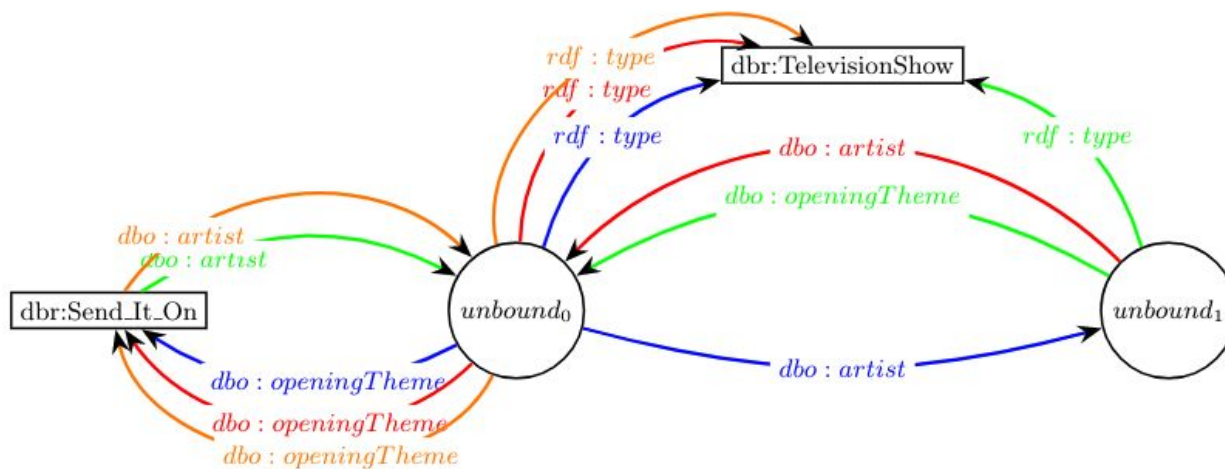 rdf : type
dbr:TelevisionShow
rdf : type
rdf : type
rdf : type
dbo : artist
dbo : openingTheme
dbo : artist
dbo : artist
dbr:Send_It_On
unbound0
unbound1
dbo : artist
dbo : openingTheme
dbo : openingTheme
dbo : openingTheme